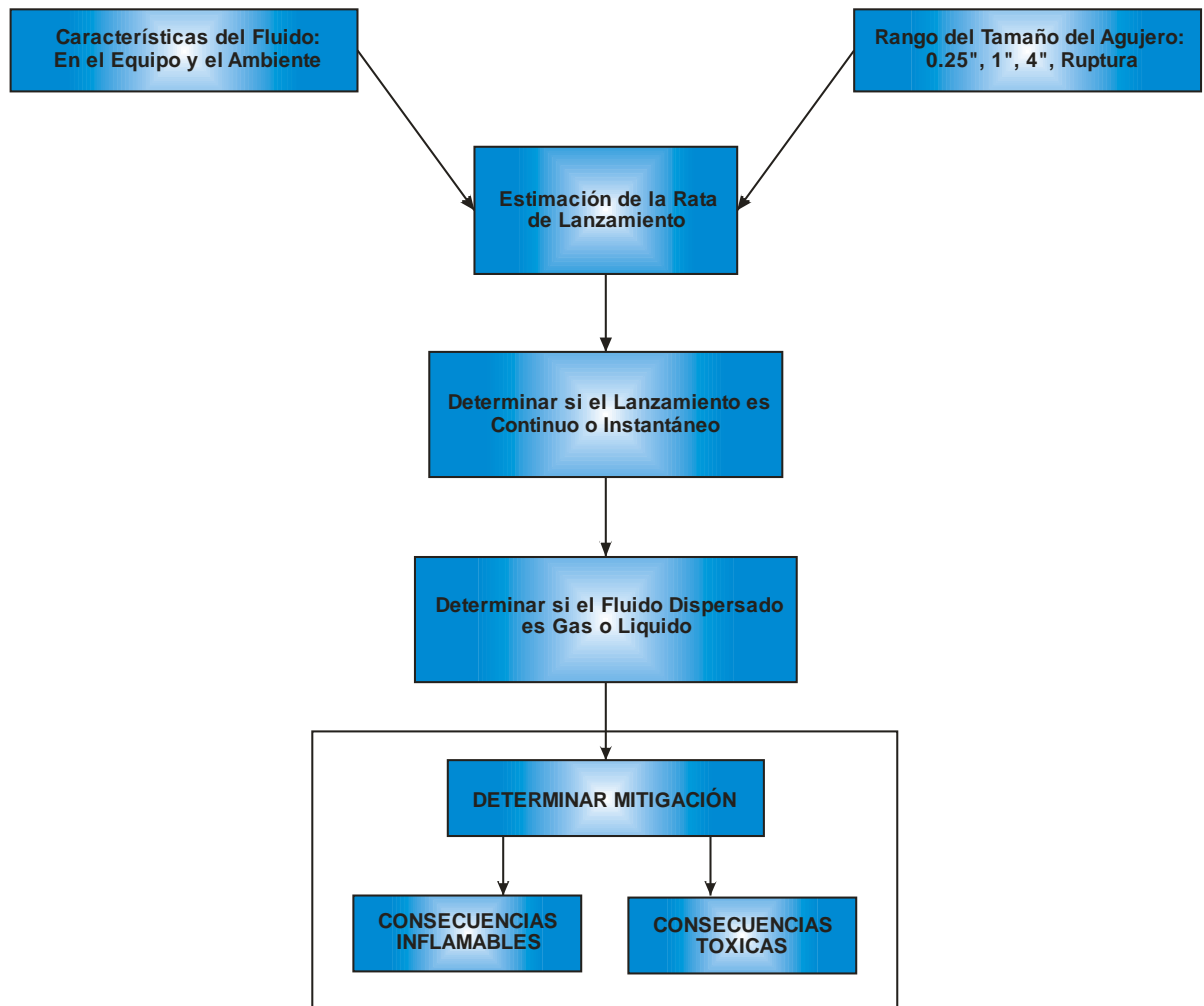 Características del Fluido:
En el Equipo y el Ambiente
Rango del Tamaño del Agujero:
0.25", 1", 4", Ruptura
Estimación de la Rata
de Lanzamiento
Determinar si el Lanzamiento es
Continuo o Instantáneo
Determinar si el Fluido Dispersado
es Gas o Liquido
DETERMINAR MITIGACIÓN
CONSECUENCIAS
INFLAMABLES
CONSECUENCIAS
TOXICAS